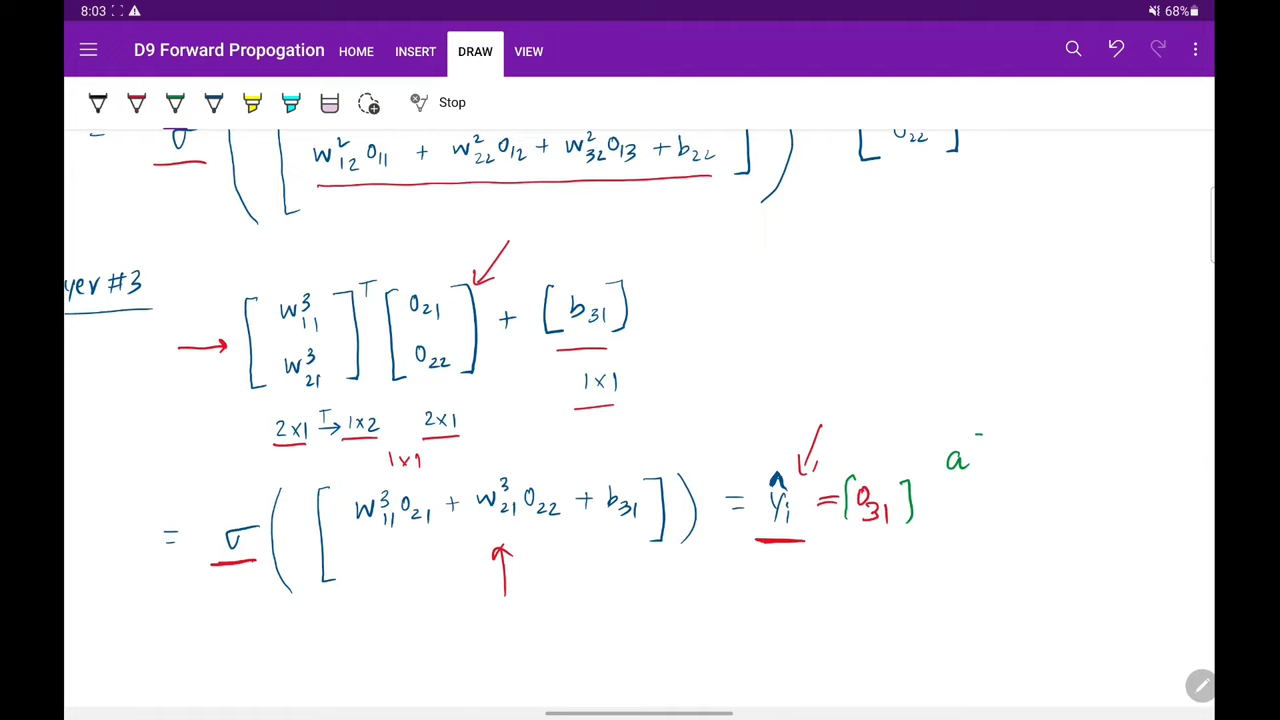 8:03 68%
D9 Forward Propogation HOME INSERT DRAW VIEW
Stop
σ ( [ w²₁₂ O₁₁ + w²₂₂ O₁₂ + w²₃₂ O₁₃ + b₂₂ ] ) [ O₂₂ ]
yer #3
[ w³₁₁ w³₂₁ ]ᵀ [ O₂₁ O₂₂ ] + [ b₃₁ ]
1×1
2×1 T→ 1×2 2×1
1×1
= σ ( [ w³₁₁ O₂₁ + w³₂₁ O₂₂ + b₃₁ ] ) = ŷᵢ = [ O₃₁ ] a